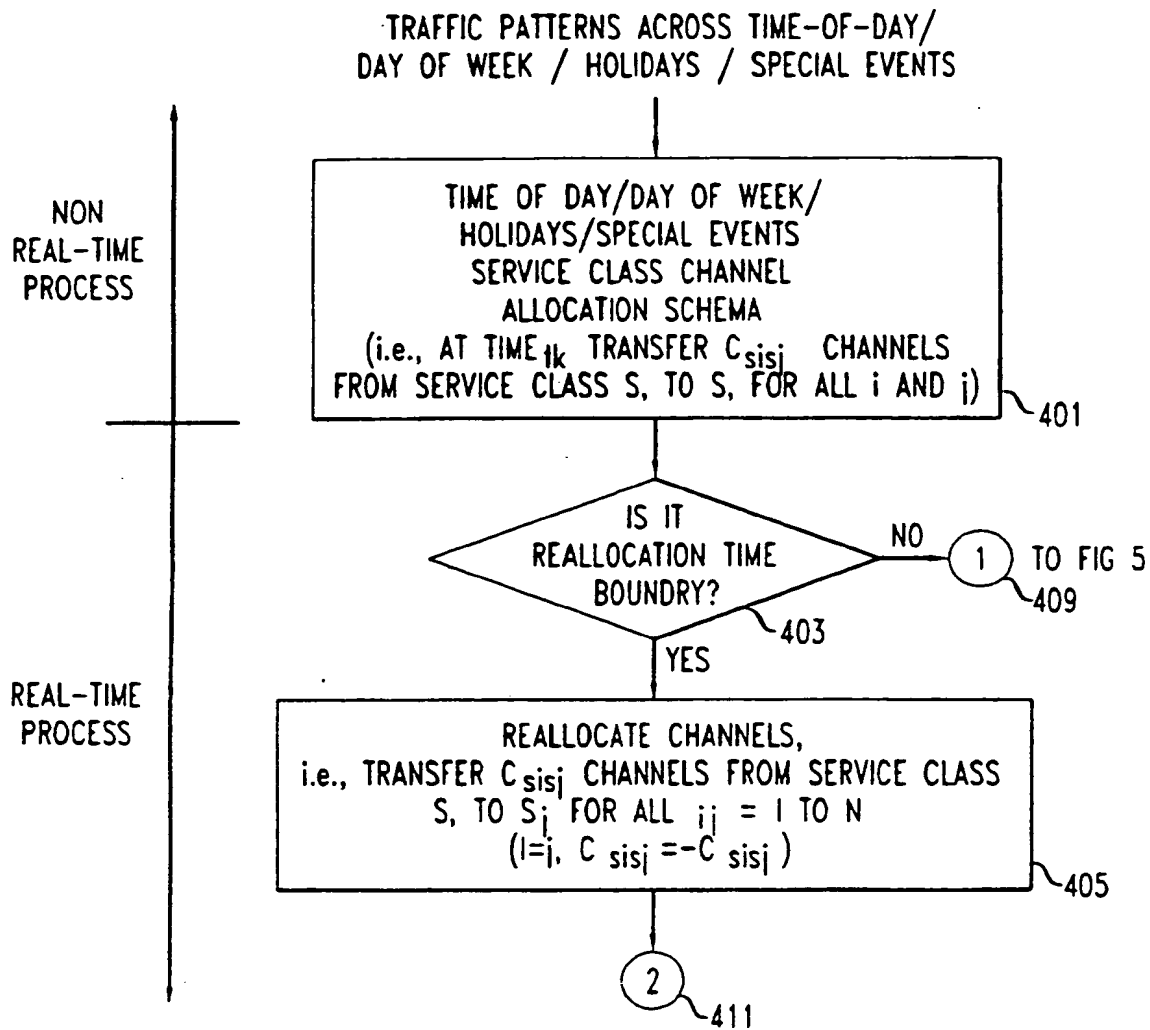 TRAFFIC PATTERNS ACROSS TIME-OF-DAY/
DAY OF WEEK / HOLIDAYS / SPECIAL EVENTS
NON
REAL-TIME
PROCESS
TIME OF DAY/DAY OF WEEK/
HOLIDAYS/SPECIAL EVENTS
SERVICE CLASS CHANNEL
ALLOCATION SCHEMA
(i.e., AT TIME tk TRANSFER C sisj CHANNELS
FROM SERVICE CLASS S, TO S, FOR ALL i AND j)
401
IS IT
REALLOCATION TIME
BOUNDRY?
403
NO
1
TO FIG 5
409
YES
REAL-TIME
PROCESS
REALLOCATE CHANNELS,
i.e., TRANSFER C sisj CHANNELS FROM SERVICE CLASS
S, TO Sj FOR ALL ij = I TO N
(I=j, C sisj =-C sisj )
405
2
411